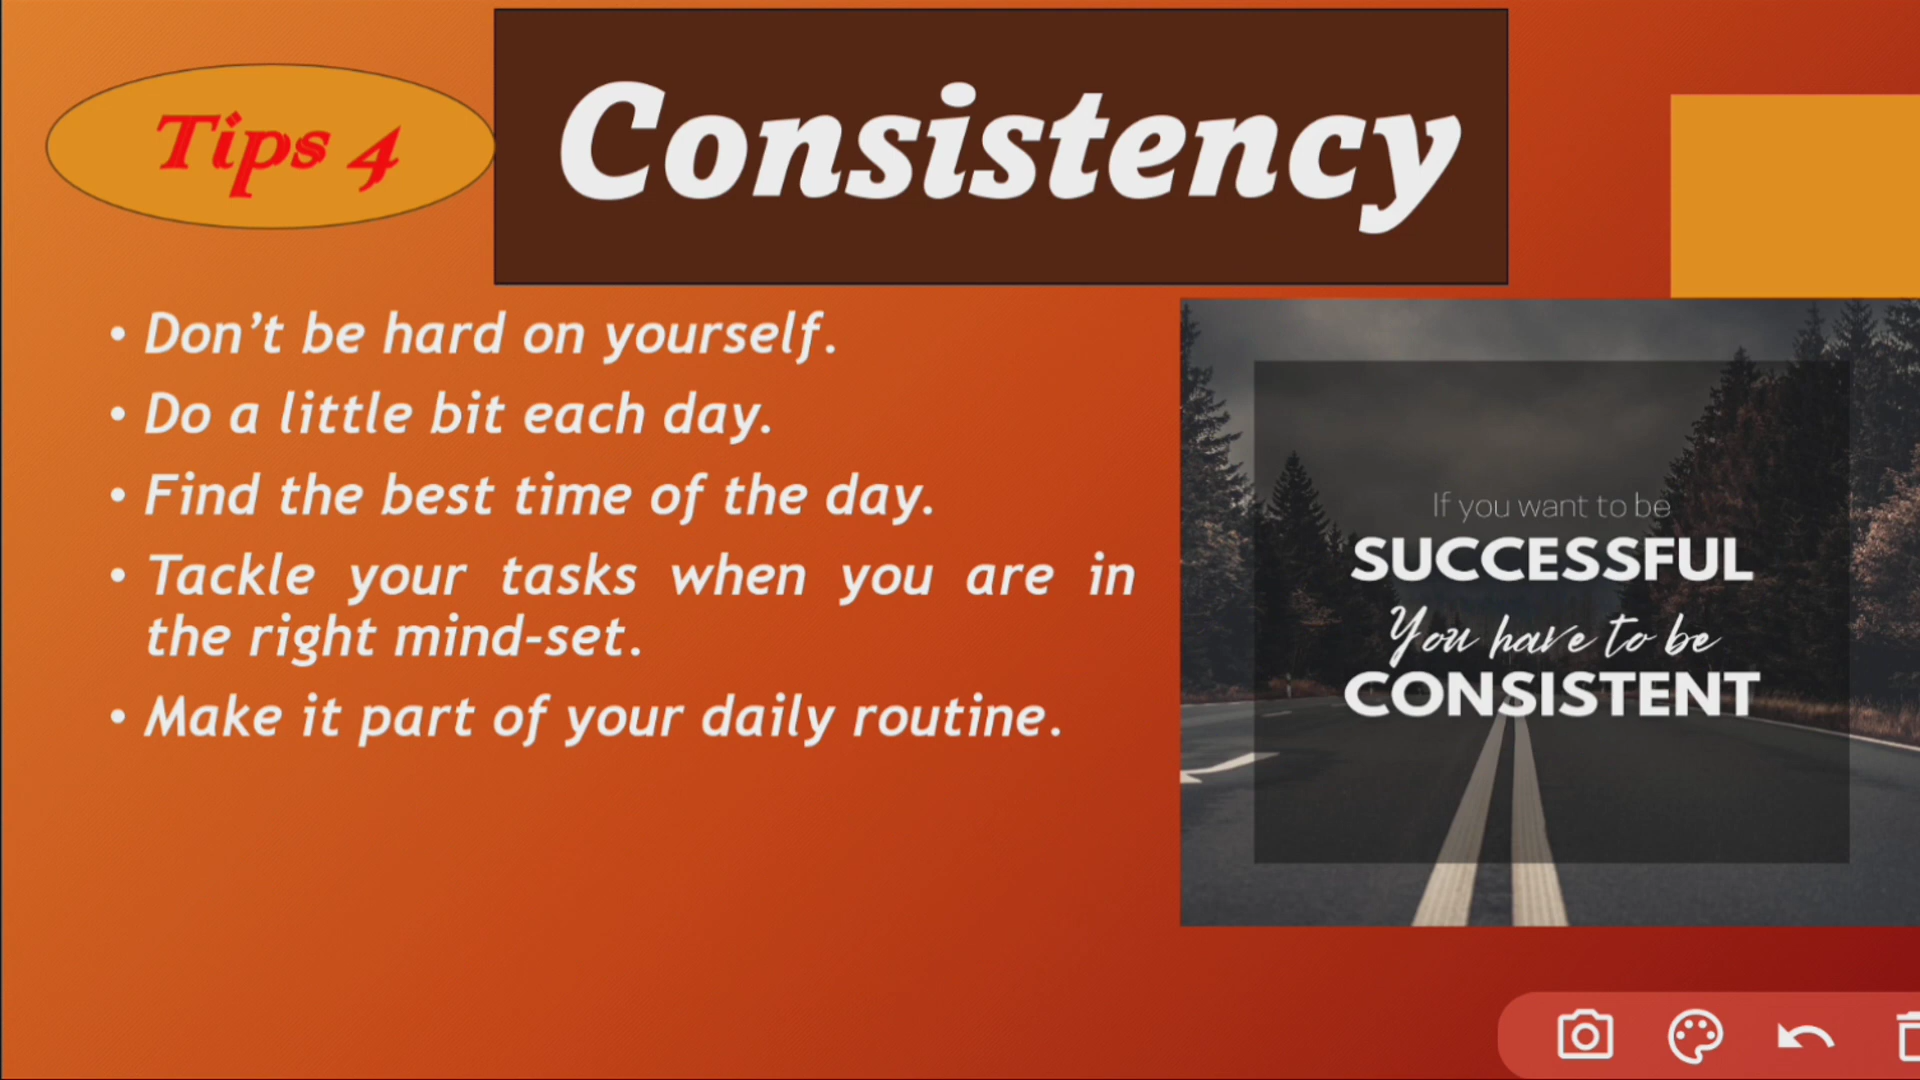 Tips 4
Consistency
• Don’t be hard on yourself.
• Do a little bit each day.
• Find the best time of the day.
• Tackle your tasks when you are in
the right mind-set.
• Make it part of your daily routine.
If you want to be
SUCCESSFUL
You have to be
CONSISTENT